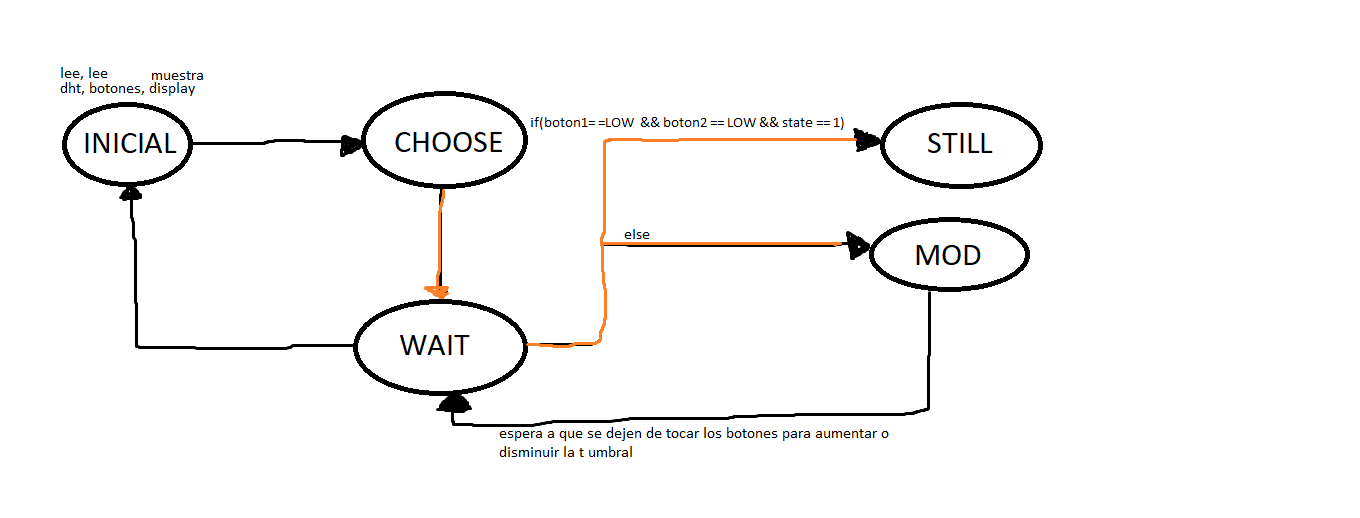 lee, lee muestra
dht, botones, display
INICIAL
CHOOSE
if(boton1= =LOW && boton2 == LOW && state == 1)
STILL
else
MOD
WAIT
espera a que se dejen de tocar los botones para aumentar o
disminuir la t umbral